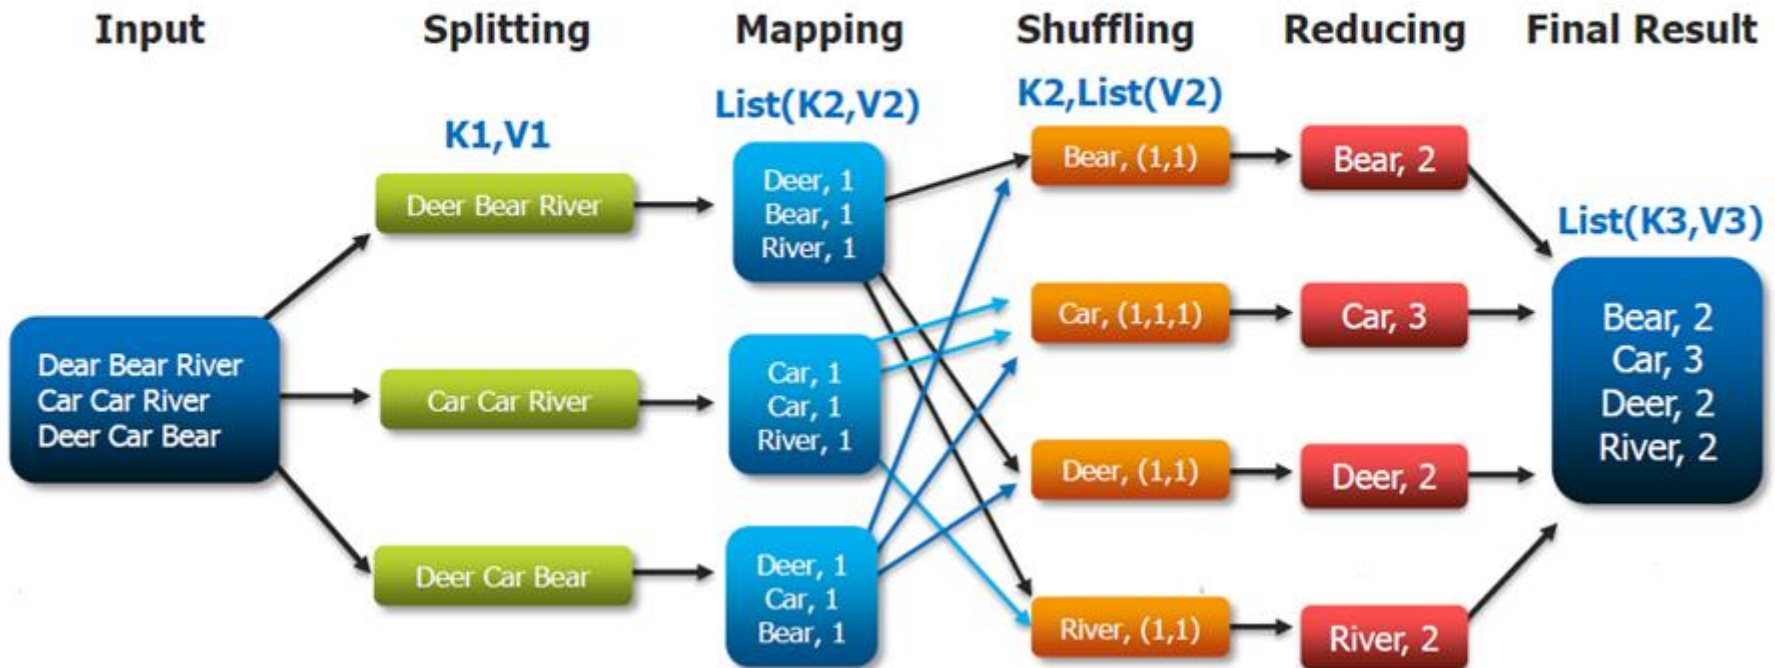 Input
Splitting
Mapping
Shuffling
Reducing
Final Result
K1,V1
List(K2,V2)
K2,List(V2)
List(K3,V3)
Dear Bear River
Car Car River
Deer Car Bear
Deer Bear River
Car Car River
Deer Car Bear
Deer, 1
Bear, 1
River, 1
Car, 1
Car, 1
River, 1
Deer, 1
Car, 1
Bear, 1
Bear, (1,1)
Car, (1,1,1)
Deer, (1,1)
River, (1,1)
Bear, 2
Car, 3
Deer, 2
River, 2
Bear, 2
Car, 3
Deer, 2
River, 2